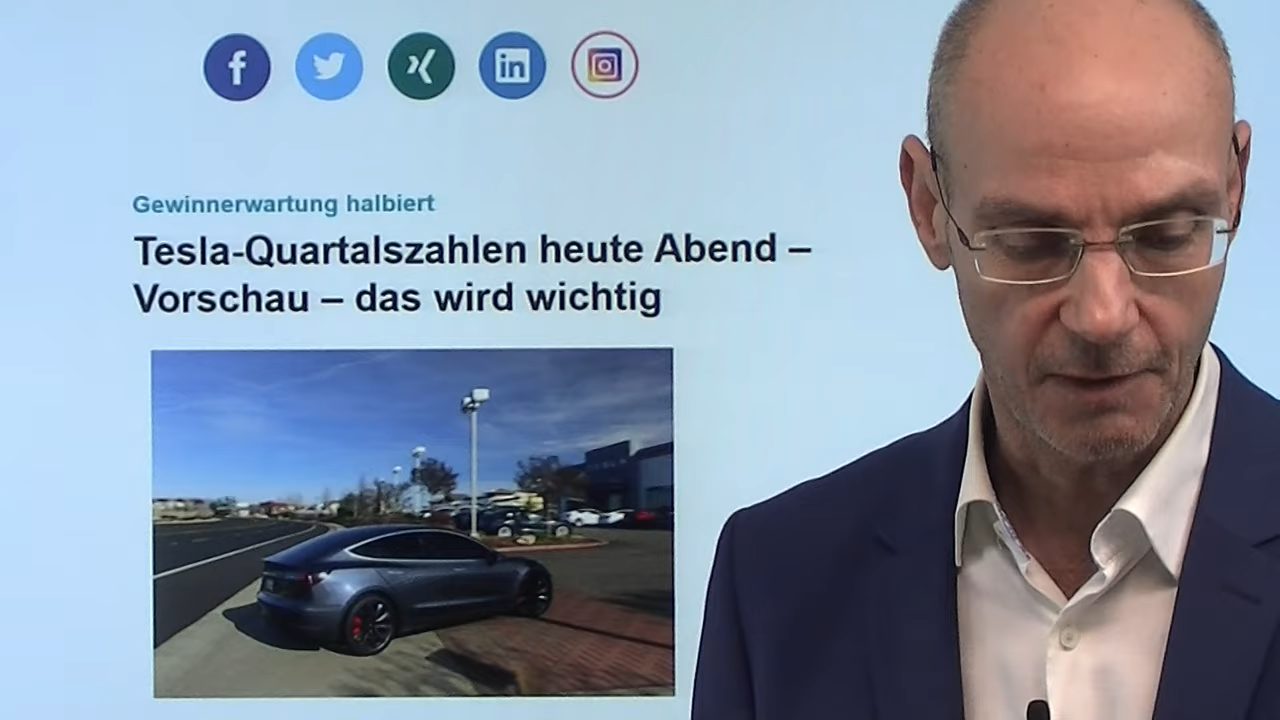 Gewinnerwartung halbiert
Tesla-Quartalszahlen heute Abend –
Vorschau – das wird wichtig